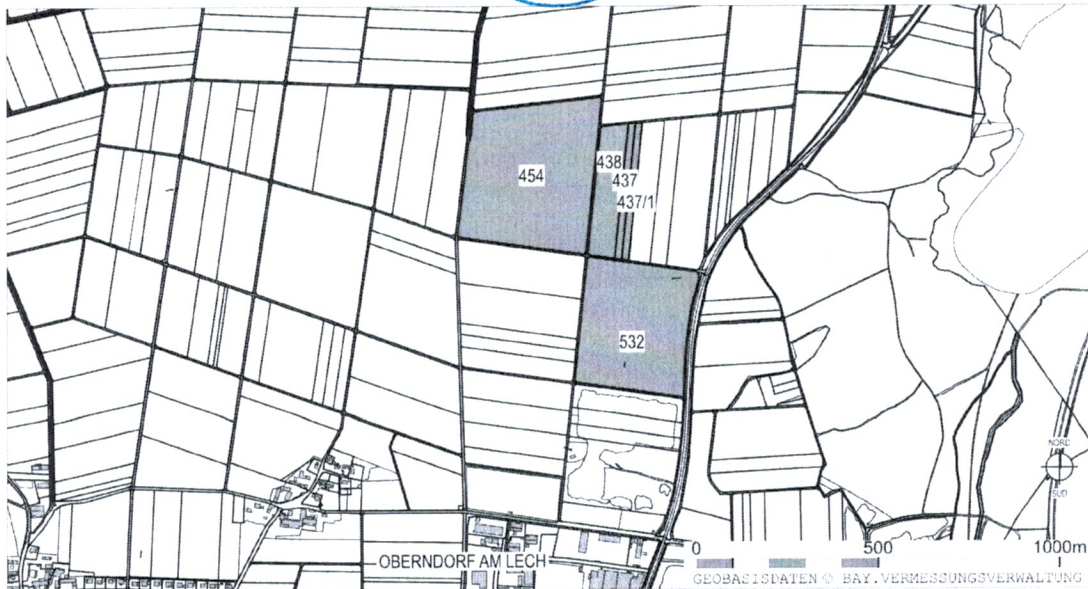 454
438
437
437/1
532
NORD
SÜD
OBERNDORF AM LECH
0 500 1000m
GEOBASISDATEN © BAY.VERMESSUNGSVERWALTUNG